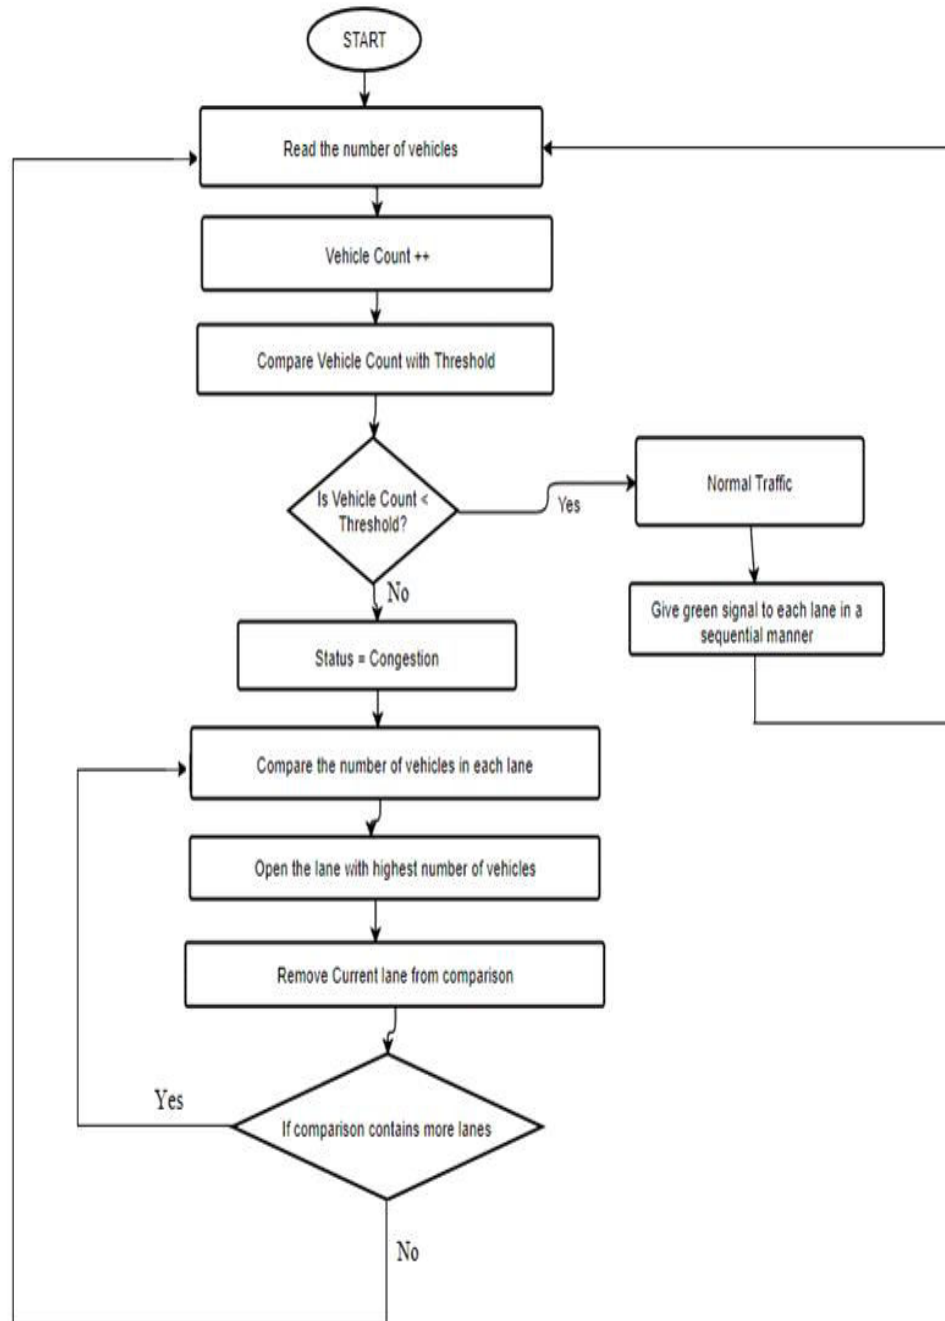 START
Read the number of vehicles
Vehicle Count ++
Compare Vehicle Count with Threshold
Is Vehicle Count <
Threshold?
Yes
Normal Traffic
Give green signal to each lane in a
sequential manner
No
Status = Congestion
Compare the number of vehicles in each lane
Open the lane with highest number of vehicles
Remove Current lane from comparison
Yes
If comparison contains more lanes
No